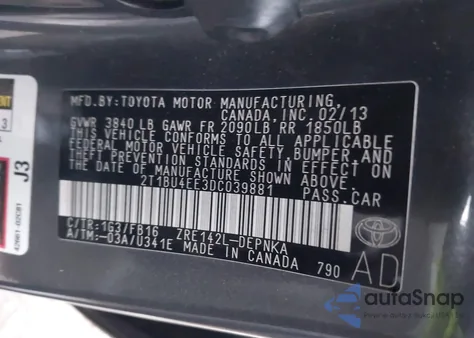 MFD.BY:TOYOTA MOTOR MANUFACTURING,
CANADA, INC. 02/13
GVWR 3840LB GAWR FR 2090LB RR 1850LB
THIS VEHICLE CONFORMS TO ALL APPLICABLE
FEDERAL MOTOR VEHICLE SAFETY, BUMPER, AND
THEFT PREVENTION STANDARDS IN EFFECT ON THE
DATE OF MANUFACTURE SHOWN ABOVE.
2T1BU4EE3DC039881 PASS.CAR
C/TR:1G3/FB16 ZRE142L-DEPNKA
A/TM:-03A/U341E MADE IN CANADA 790
TOYOTA
AD
J3
autoSnap